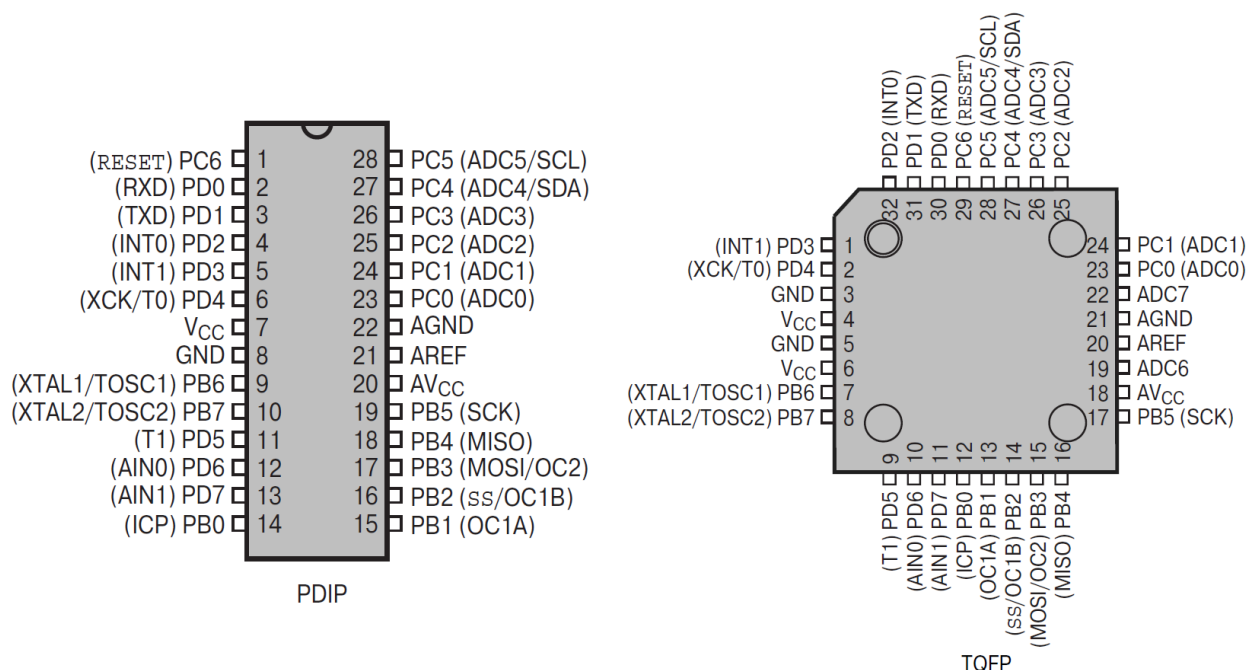 (RESET) PC6 1 28 PC5 (ADC5/SCL)
(RXD) PD0 2 27 PC4 (ADC4/SDA)
(TXD) PD1 3 26 PC3 (ADC3)
(INT0) PD2 4 25 PC2 (ADC2)
(INT1) PD3 5 24 PC1 (ADC1)
(XCK/T0) PD4 6 23 PC0 (ADC0)
VCC 7 22 AGND
GND 8 21 AREF
(XTAL1/TOSC1) PB6 9 20 AVCC
(XTAL2/TOSC2) PB7 10 19 PB5 (SCK)
(T1) PD5 11 18 PB4 (MISO)
(AIN0) PD6 12 17 PB3 (MOSI/OC2)
(AIN1) PD7 13 16 PB2 (SS/OC1B)
(ICP) PB0 14 15 PB1 (OC1A)
PDIP
PD2 (INT0)
PD1 (TXD)
PD0 (RXD)
PC6 (RESET)
PC5 (ADC5/SCL)
PC4 (ADC4/SDA)
PC3 (ADC3)
PC2 (ADC2)
32 31 30 29 28 27 26 25
(INT1) PD3 1 24 PC1 (ADC1)
(XCK/T0) PD4 2 23 PC0 (ADC0)
GND 3 22 ADC7
VCC 4 21 AGND
GND 5 20 AREF
VCC 6 19 ADC6
(XTAL1/TOSC1) PB6 7 18 AVCC
(XTAL2/TOSC2) PB7 8 17 PB5 (SCK)
9 10 11 12 13 14 15 16
(T1) PD5
(AIN0) PD6
(AIN1) PD7
(ICP) PB0
(OC1A) PB1
(SS/OC1B) PB2
(MOSI/OC2) PB3
(MISO) PB4
TQFP